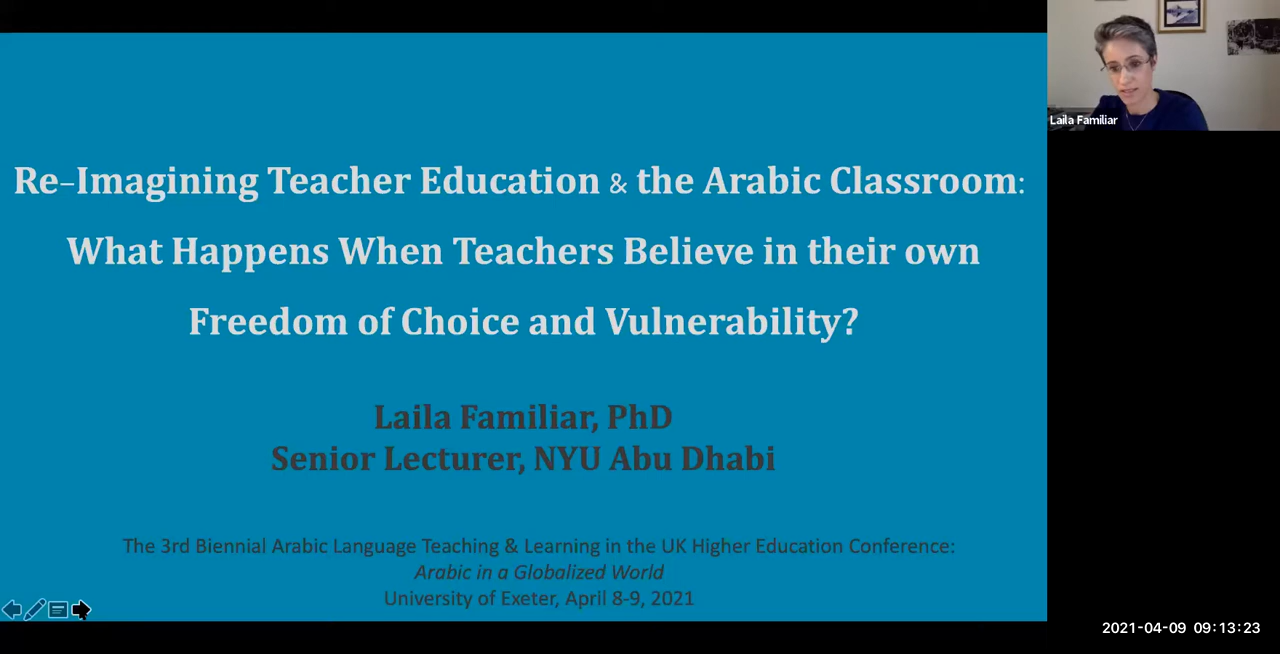 Re–Imagining Teacher Education & the Arabic Classroom:
What Happens When Teachers Believe in their own
Freedom of Choice and Vulnerability?
Laila Familiar, PhD
Senior Lecturer, NYU Abu Dhabi
The 3rd Biennial Arabic Language Teaching & Learning in the UK Higher Education Conference:
Arabic in a Globalized World
University of Exeter, April 8-9, 2021
Laila Familiar
2021-04-09 09:13:23